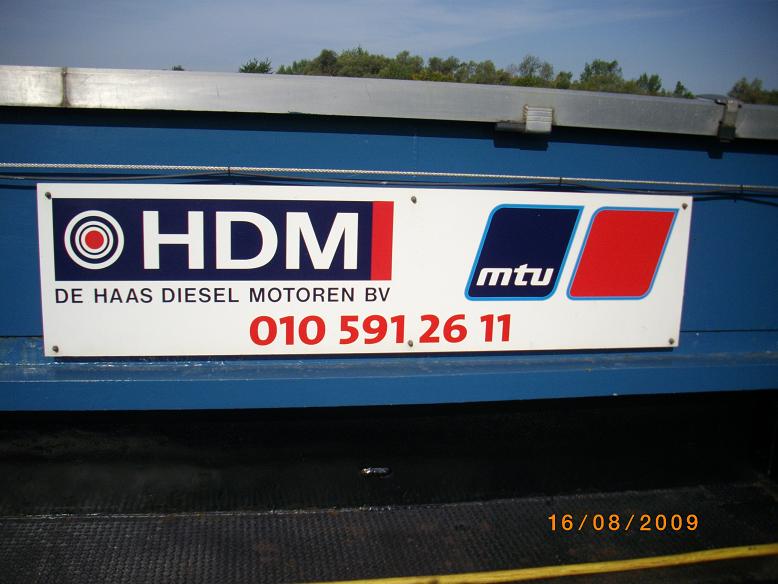 HDM
DE HAAS DIESEL MOTOREN BV
mtu
010 591 26 11
16/08/2009